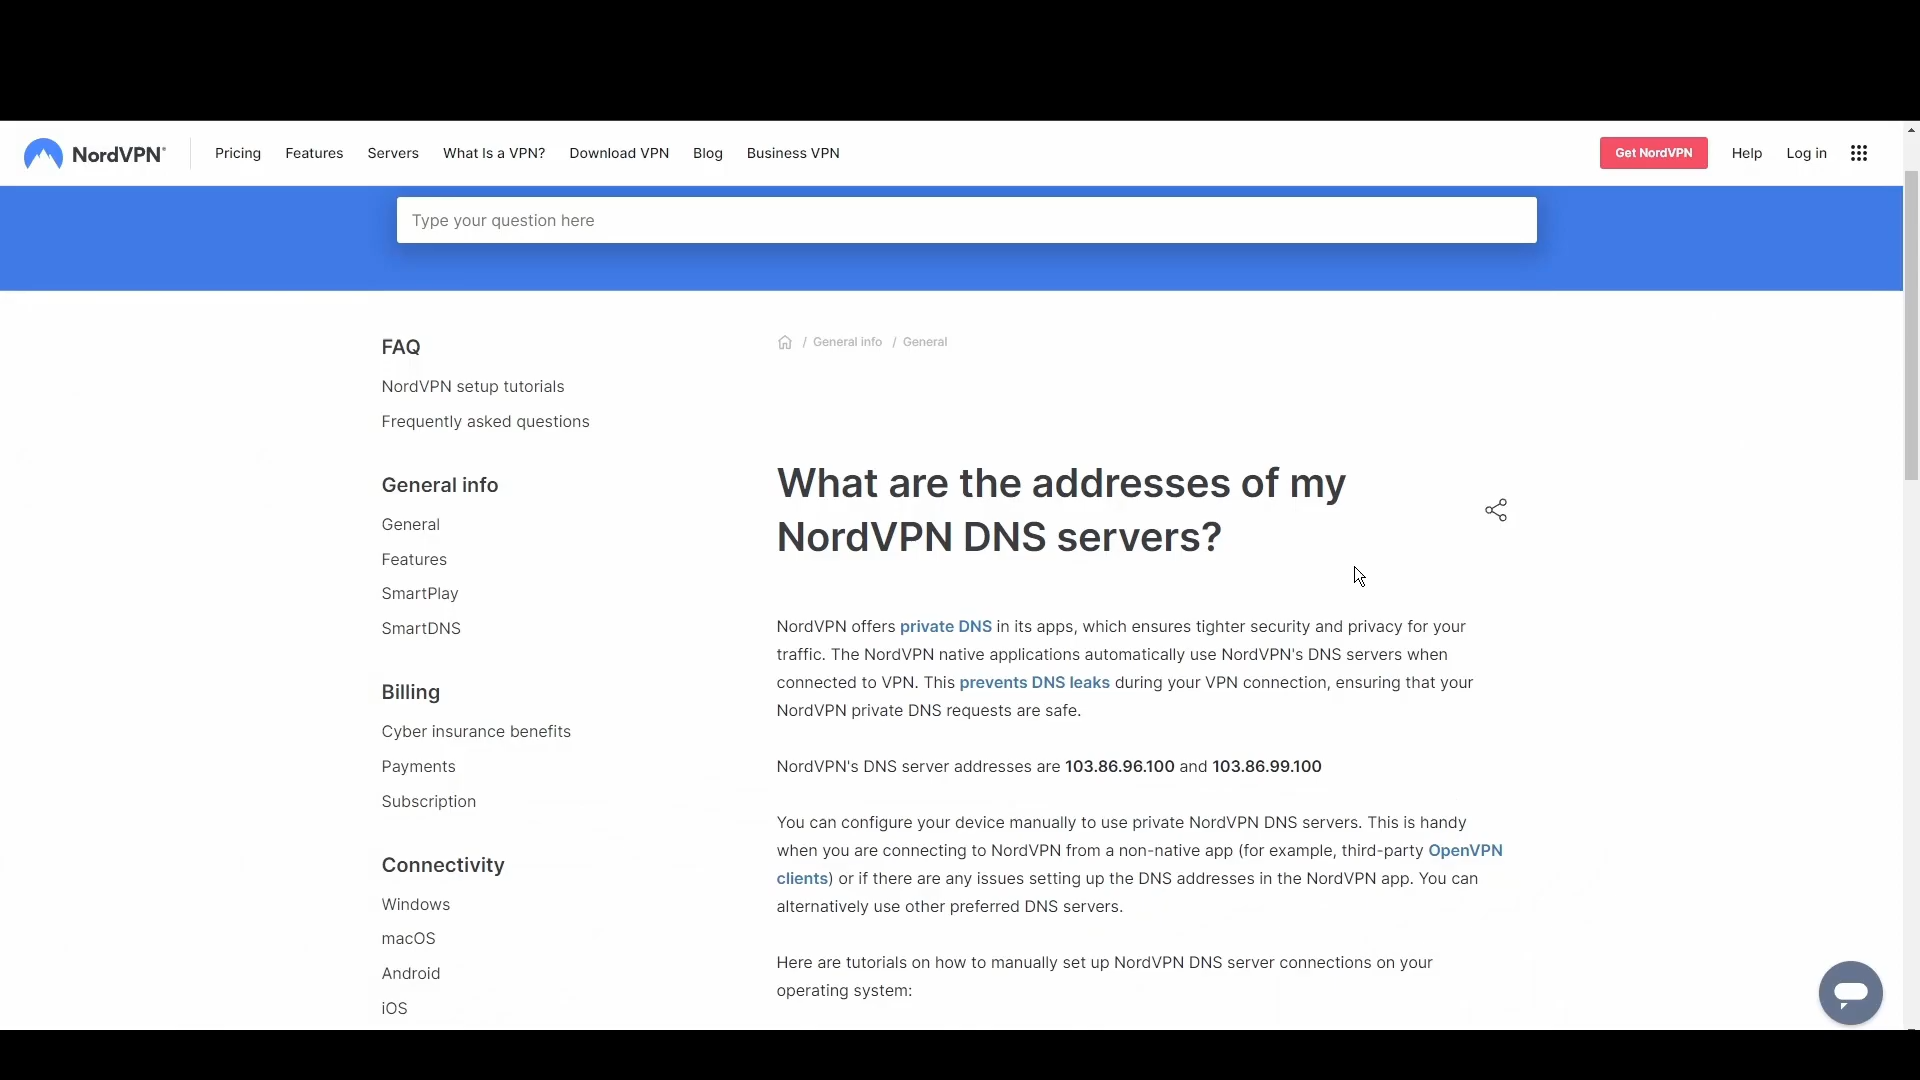 NordVPN®
Pricing Features Servers What Is a VPN? Download VPN Blog Business VPN
Get NordVPN Help Log in
Type your question here
FAQ
NordVPN setup tutorials
Frequently asked questions
General info
General
Features
SmartPlay
SmartDNS
Billing
Cyber insurance benefits
Payments
Subscription
Connectivity
Windows
macOS
Android
iOS
/ General info / General
What are the addresses of my
NordVPN DNS servers?
NordVPN offers private DNS in its apps, which ensures tighter security and privacy for your
traffic. The NordVPN native applications automatically use NordVPN's DNS servers when
connected to VPN. This prevents DNS leaks during your VPN connection, ensuring that your
NordVPN private DNS requests are safe.
NordVPN's DNS server addresses are 103.86.96.100 and 103.86.99.100
You can configure your device manually to use private NordVPN DNS servers. This is handy
when you are connecting to NordVPN from a non-native app (for example, third-party OpenVPN
clients) or if there are any issues setting up the DNS addresses in the NordVPN app. You can
alternatively use other preferred DNS servers.
Here are tutorials on how to manually set up NordVPN DNS server connections on your
operating system: